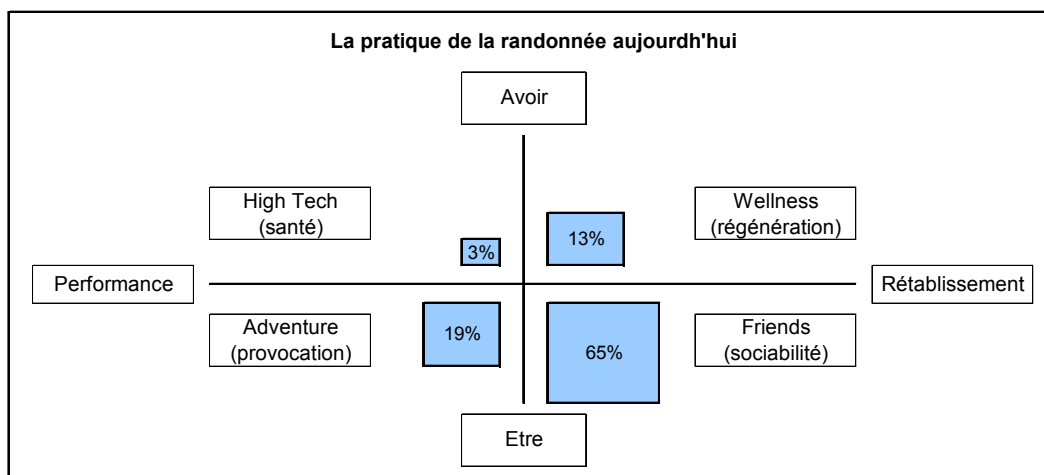 La pratique de la randonnée aujourdh'hui
Avoir
High Tech
(santé)
Wellness
(régénération)
3%
13%
Performance
Rétablissement
Adventure
(provocation)
19%
65%
Friends
(sociabilité)
Etre